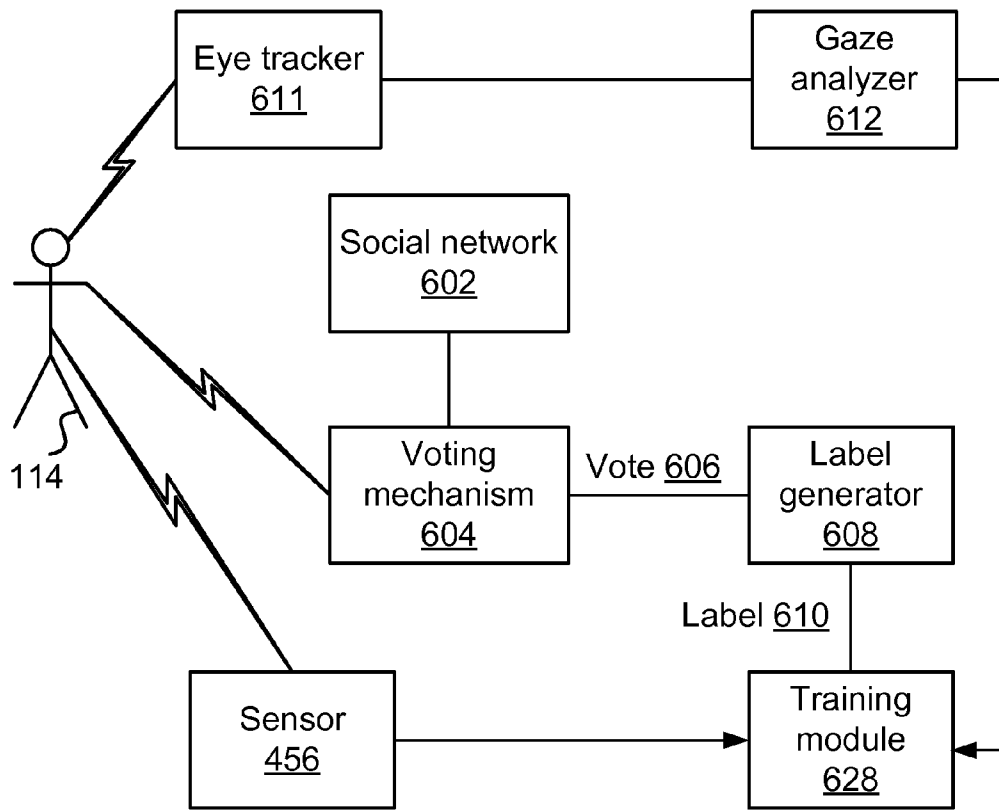 Eye tracker
611
Gaze
analyzer
612
Social network
602
114
Voting
mechanism
604
Vote 606
Label
generator
608
Label 610
Sensor
456
Training
module
628